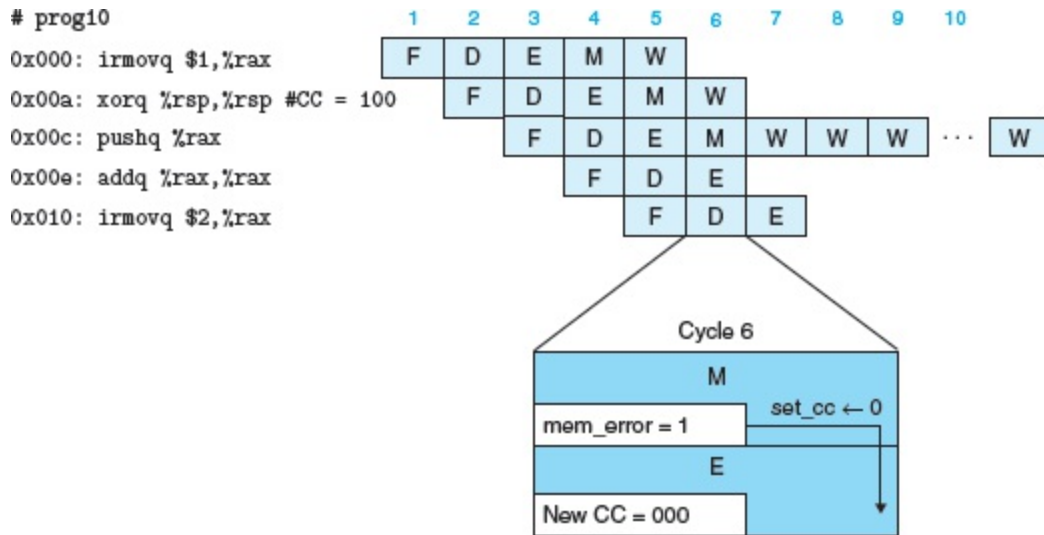 # prog10 1 2 3 4 5 6 7 8 9 10
0x000: irmovq $1,%rax F D E M W
0x00a: xorq %rsp,%rsp #CC = 100 F D E M W
0x00c: pushq %rax F D E M W W W ··· W
0x00e: addq %rax,%rax F D E
0x010: irmovq $2,%rax F D E
Cycle 6
M
set_cc ← 0
mem_error = 1
E
New CC = 000